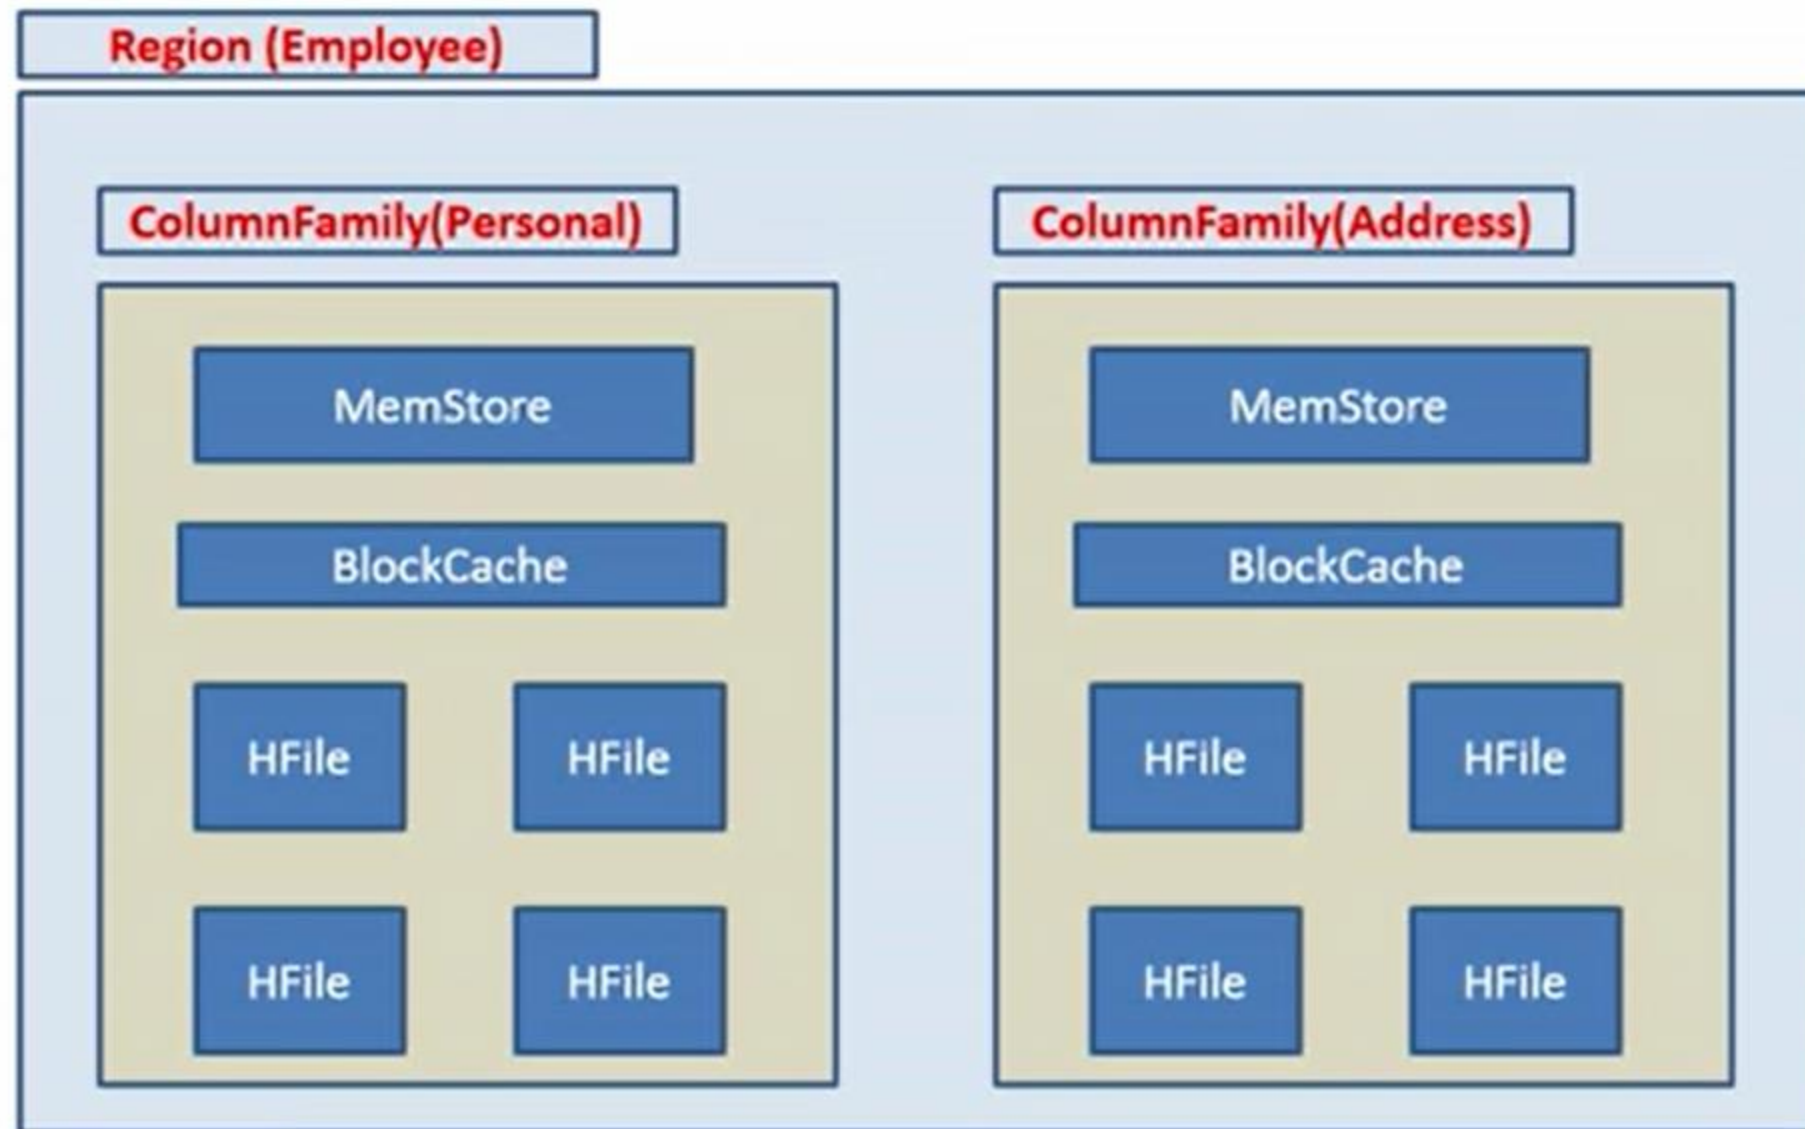 Region (Employee)
ColumnFamily(Personal)
ColumnFamily(Address)
MemStore
MemStore
BlockCache
BlockCache
HFile
HFile
HFile
HFile
HFile
HFile
HFile
HFile